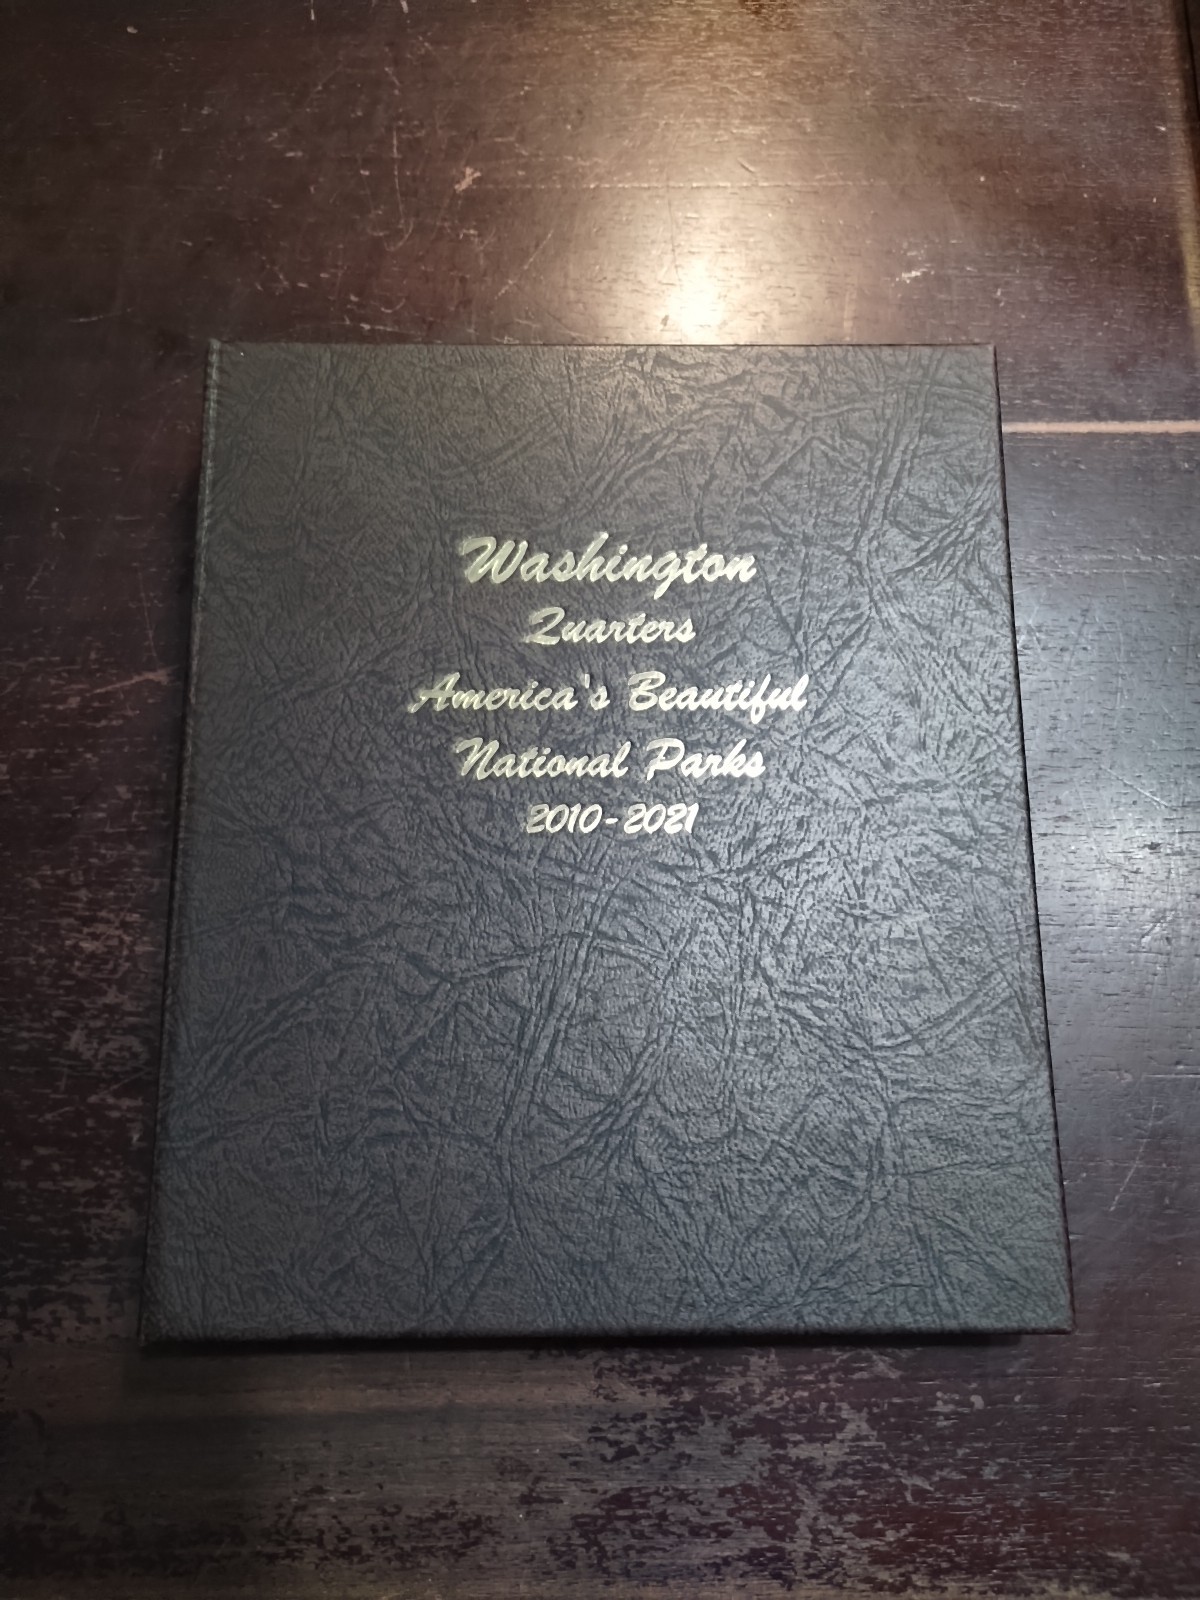 Washington
Quarters
America's Beautiful
National Parks
2010-2021